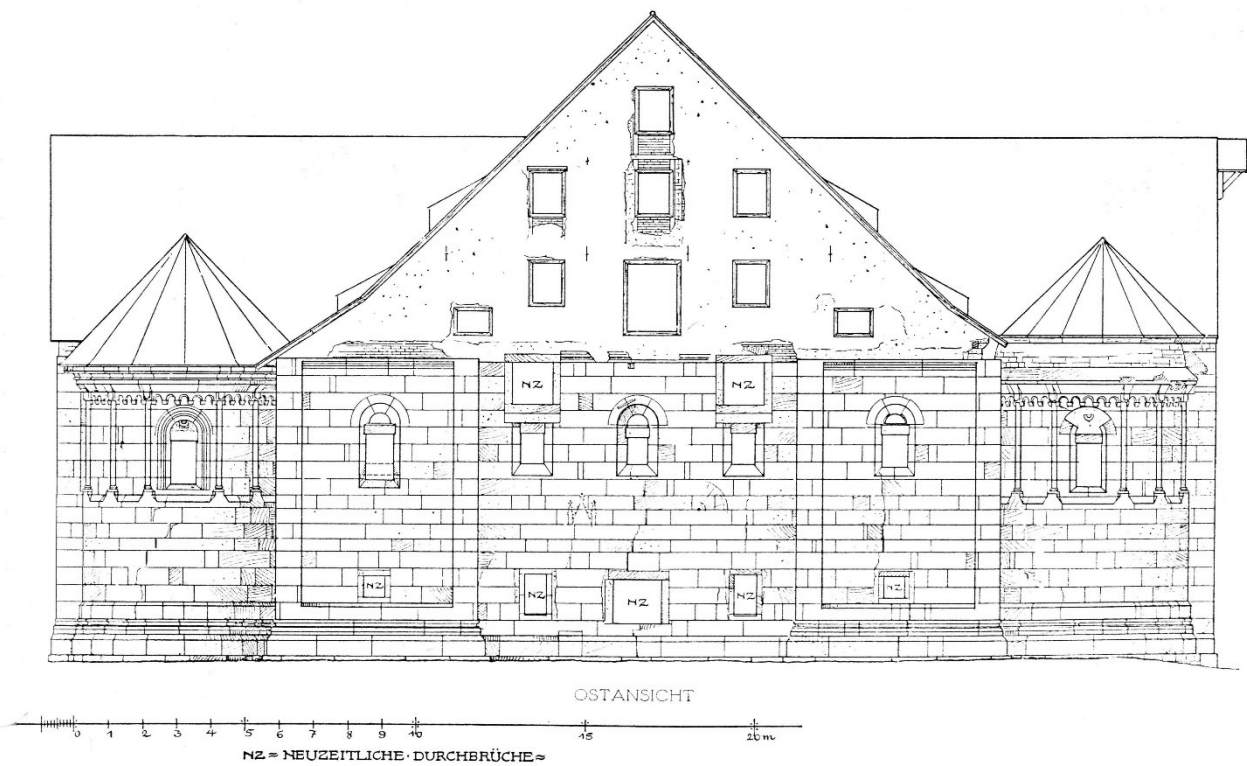 NZ NZ
NZ NZ NZ NZ NZ
OSTANSICHT
0 1 2 3 4 5 6 7 8 9 10 15 20 m
NZ = NEUZEITLICHE · DURCHBRÜCHE =